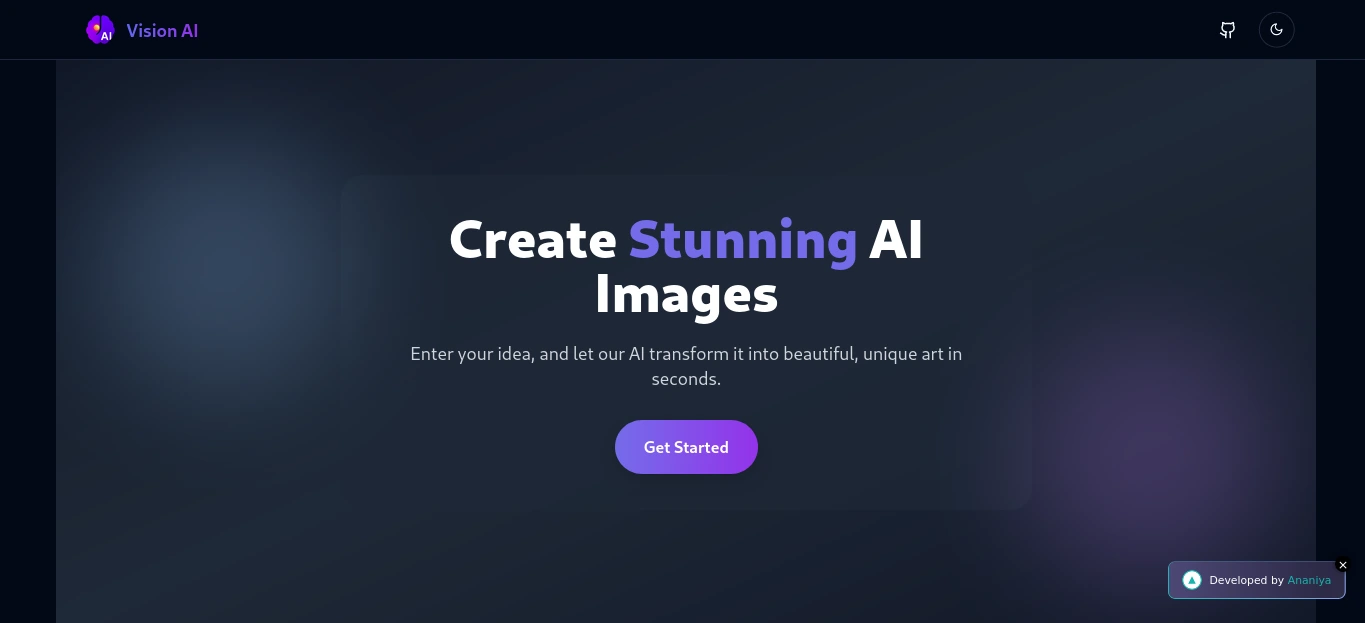 AI
Vision AI
Create Stunning AI
Images
Enter your idea, and let our AI transform it into beautiful, unique art in
seconds.
Get Started
Developed by Ananiya